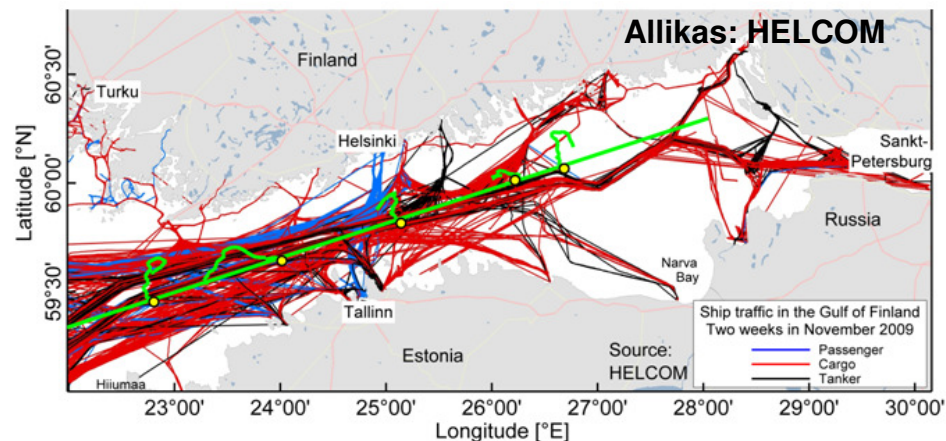 Allikas: HELCOM
Finland
Turku
Helsinki
Sankt-
Petersburg
Russia
Narva
Bay
Tallinn
Estonia
Hiiumaa
Source:
HELCOM
Ship traffic in the Gulf of Finland
Two weeks in November 2009
Passenger
Cargo
Tanker
Latitude [°N]
60°30'
60°00'
59°30'
23°00' 24°00' 25°00' 26°00' 27°00' 28°00' 29°00' 30°00'
Longitude [°E]